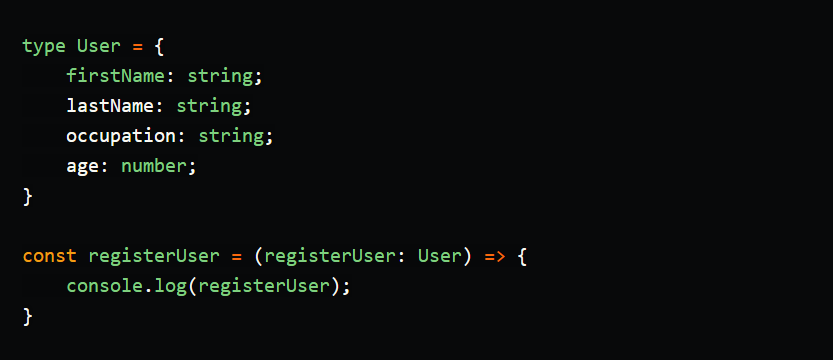 type User = {
    firstName: string;
    lastName: string;
    occupation: string;
    age: number;
}
const registerUser = (registerUser: User) => {
    console.log(registerUser);
}